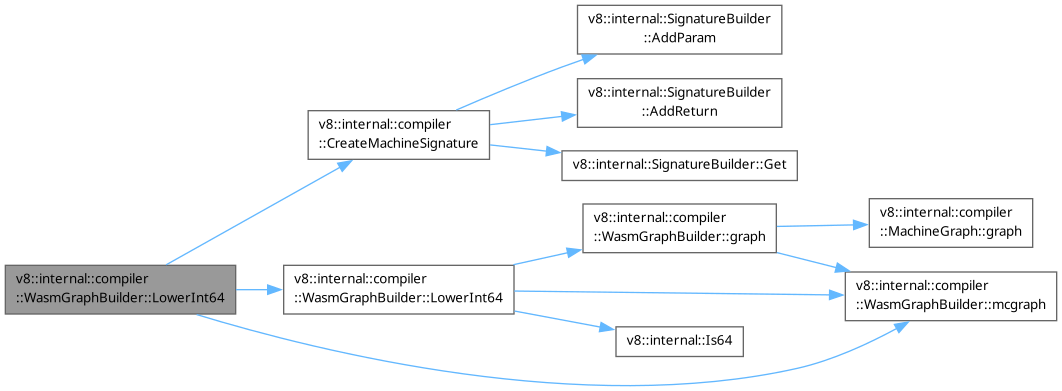 v8::internal::SignatureBuilder
::AddParam
v8::internal::SignatureBuilder
::AddReturn
v8::internal::compiler
::CreateMachineSignature
v8::internal::SignatureBuilder::Get
v8::internal::compiler
::WasmGraphBuilder::graph
v8::internal::compiler
::MachineGraph::graph
v8::internal::compiler
::WasmGraphBuilder::LowerInt64
v8::internal::compiler
::WasmGraphBuilder::LowerInt64
v8::internal::compiler
::WasmGraphBuilder::mcgraph
v8::internal::Is64